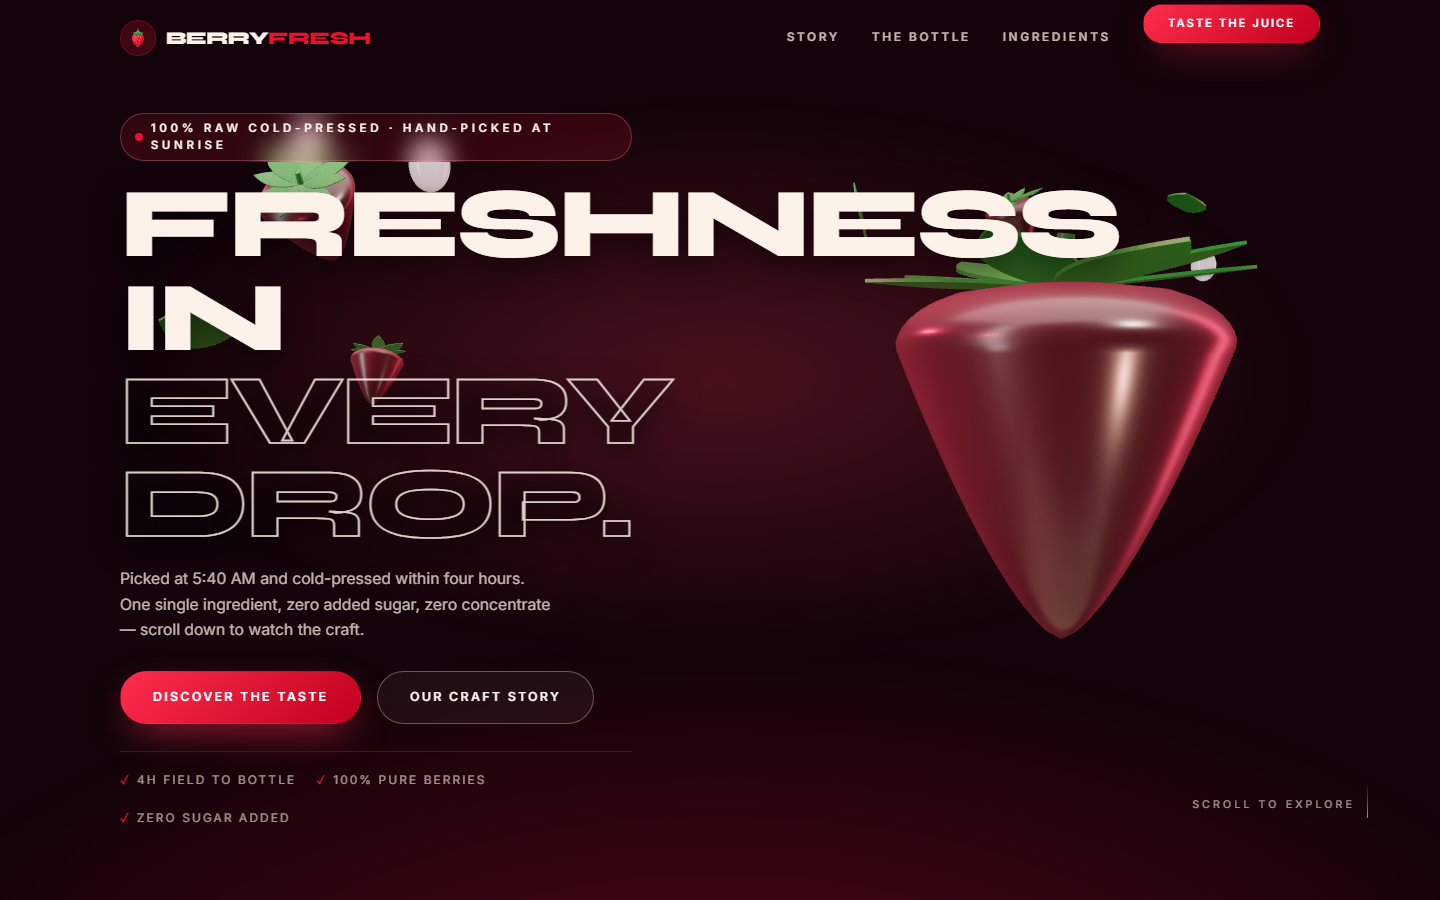 BERRYFRESH
STORY
THE BOTTLE
INGREDIENTS
TASTE THE JUICE
100% RAW COLD-PRESSED · HAND-PICKED AT
SUNRISE
FRESHNESS
IN
EVERY
DROP.
Picked at 5:40 AM and cold-pressed within four hours.
One single ingredient, zero added sugar, zero concentrate
— scroll down to watch the craft.
DISCOVER THE TASTE
OUR CRAFT STORY
✓ 4H FIELD TO BOTTLE
✓ 100% PURE BERRIES
✓ ZERO SUGAR ADDED
SCROLL TO EXPLORE